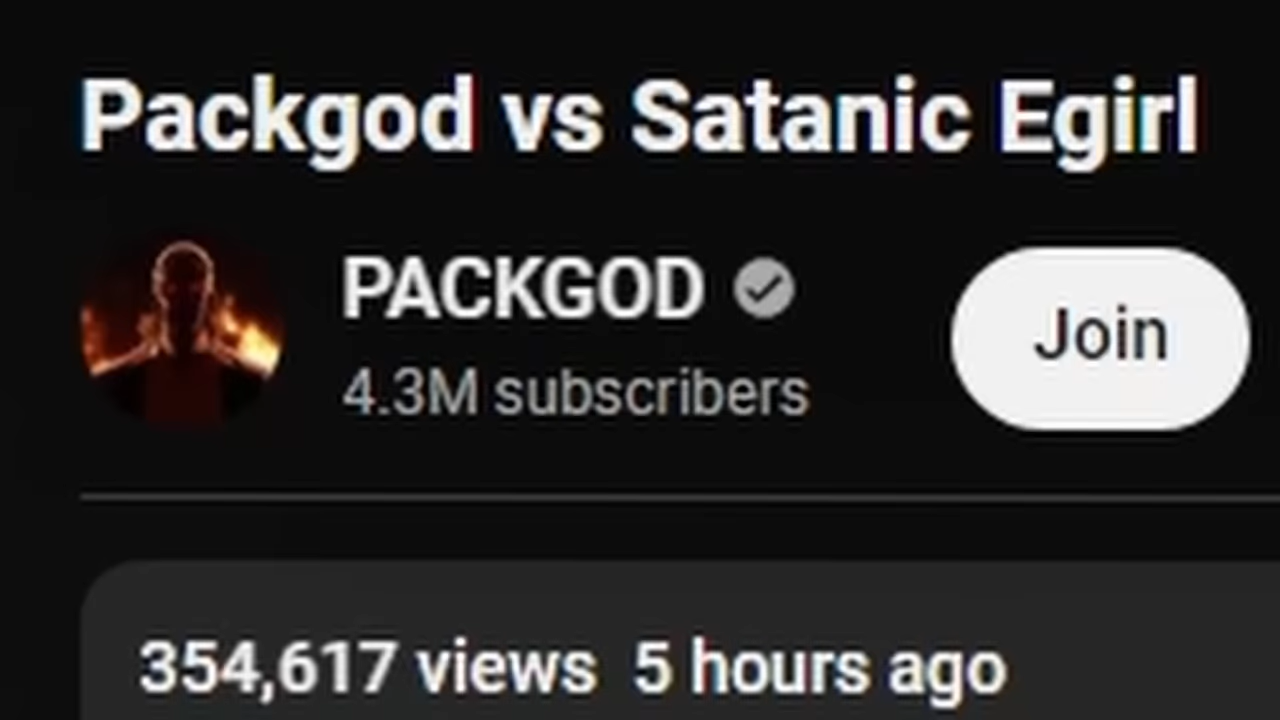 Packgod vs Satanic Egirl
PACKGOD
Join
4.3M subscribers
354,617 views 5 hours ago